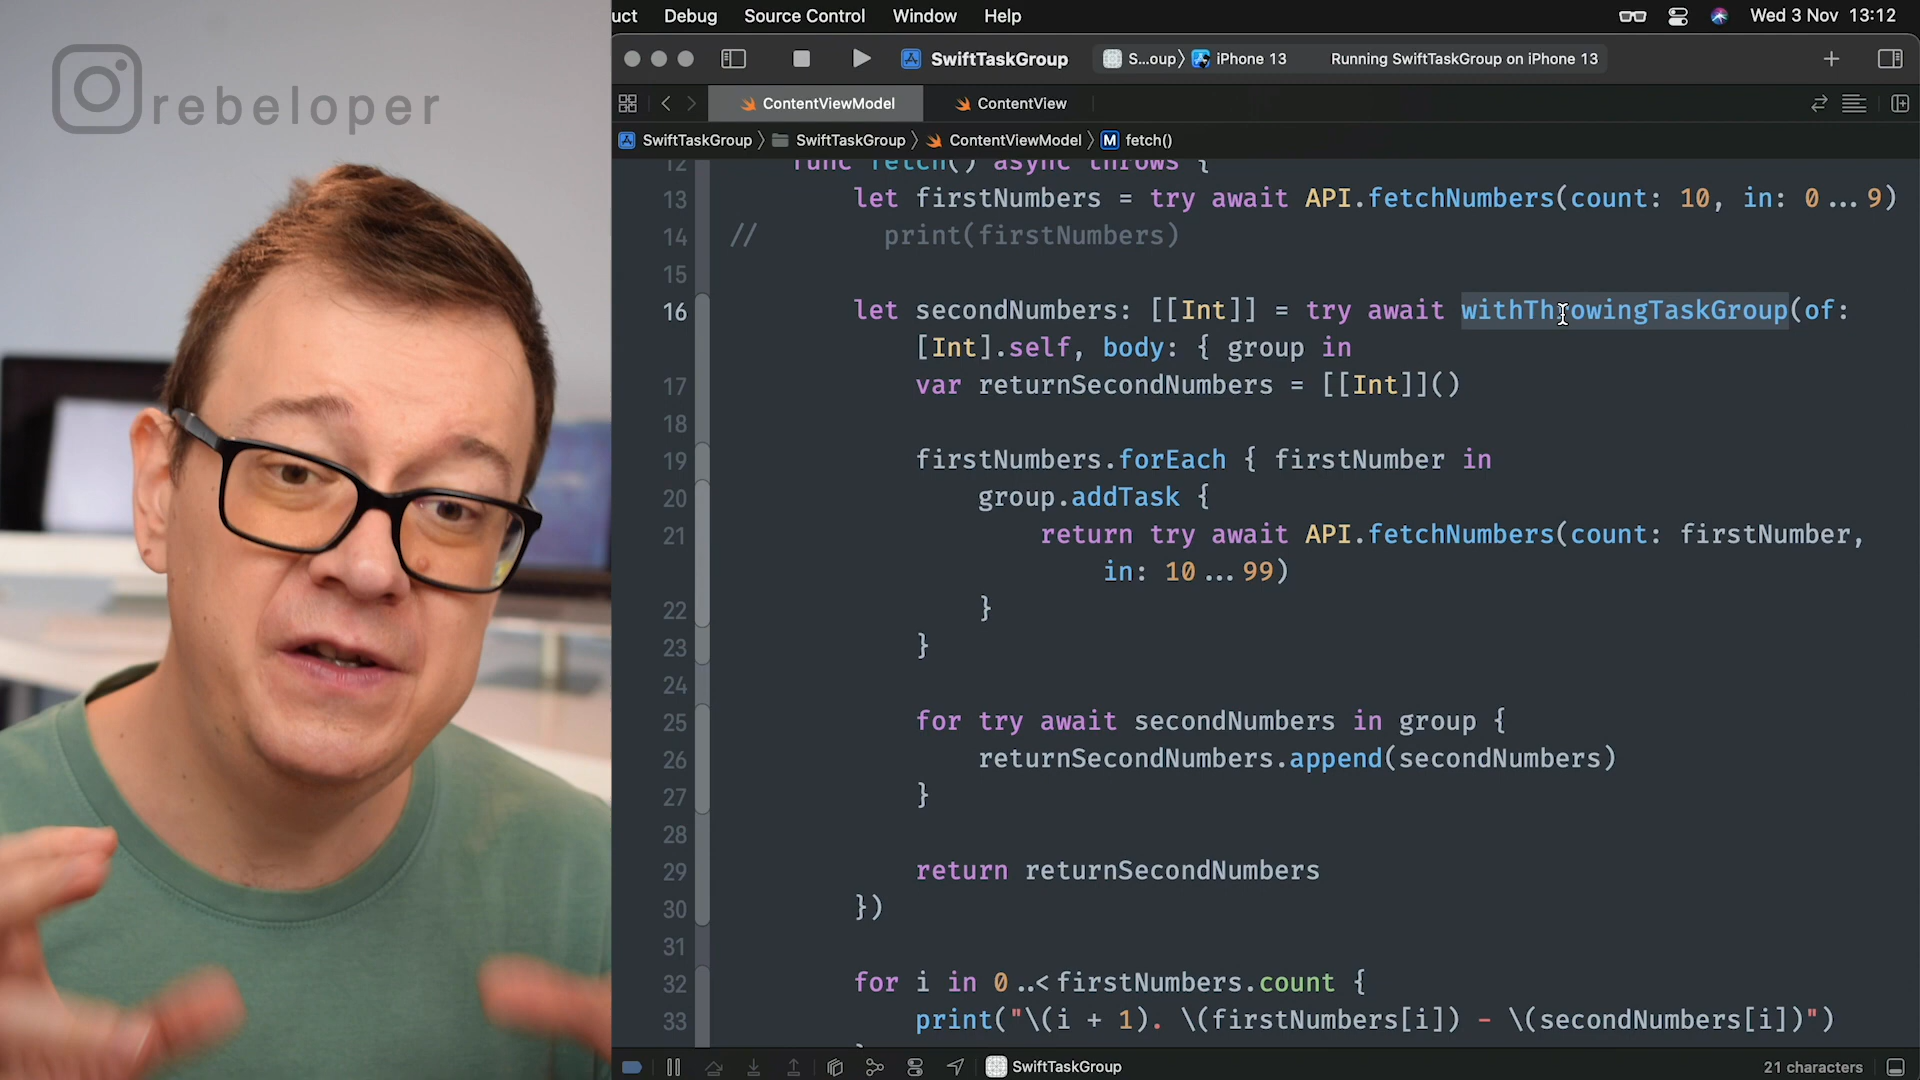 rebeloper
uct Debug Source Control Window Help Wed 3 Nov 13:12
SwiftTaskGroup S...oup⟩ iPhone 13 Running SwiftTaskGroup on iPhone 13
ContentViewModel ContentView
SwiftTaskGroup ⟩ SwiftTaskGroup ⟩ ContentViewModel ⟩ M fetch()
12 func fetch() async throws {
13 let firstNumbers = try await API.fetchNumbers(count: 10, in: 0...9)
14 // print(firstNumbers)
15
16 let secondNumbers: [[Int]] = try await withThrowingTaskGroup(of:
[Int].self, body: { group in
17 var returnSecondNumbers = [[Int]]()
18
19 firstNumbers.forEach { firstNumber in
20 group.addTask {
21 return try await API.fetchNumbers(count: firstNumber,
in: 10...99)
22 }
23 }
24
25 for try await secondNumbers in group {
26 returnSecondNumbers.append(secondNumbers)
27 }
28
29 return returnSecondNumbers
30 })
31
32 for i in 0..<firstNumbers.count {
33 print("\(i + 1). \(firstNumbers[i]) - \(secondNumbers[i])")
SwiftTaskGroup 21 characters